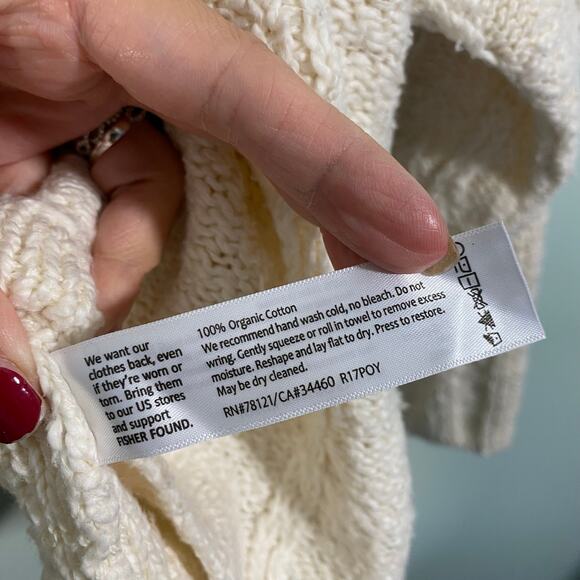 We want our
clothes back, even
if they're worn or
torn. Bring them
to our US stores
and support
FISHER FOUND.
100% Organic Cotton
We recommend hand wash cold, no bleach. Do not
wring. Gently squeeze or roll in towel to remove excess
moisture. Reshape and lay flat to dry. Press to restore.
May be dry cleaned.
RN#78121/CA#34460 R17POY